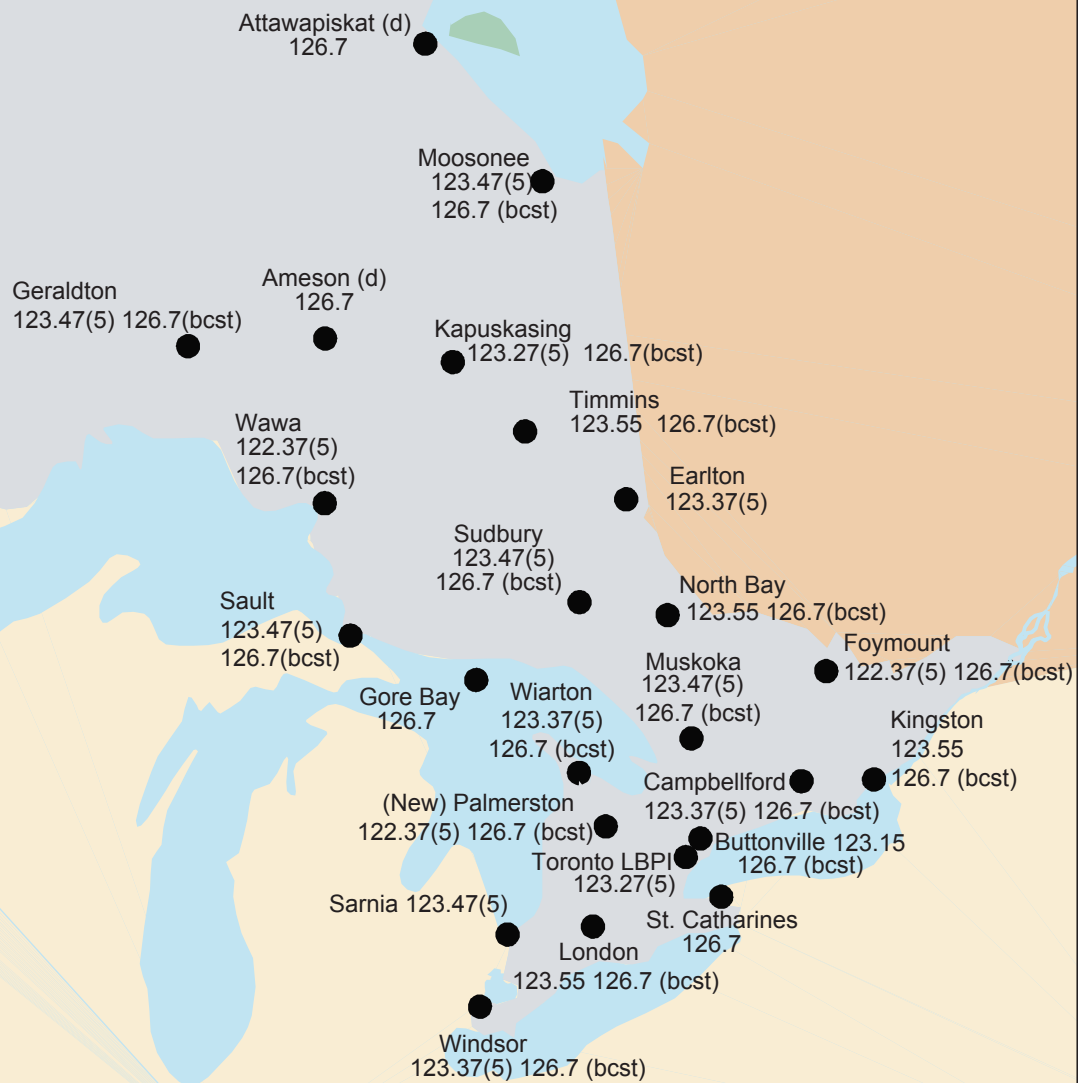 Attawapiskat (d)
126.7
Moosonee
123.47(5)
126.7 (bcst)
Ameson (d)
126.7
Geraldton
123.47(5) 126.7(bcst)
Kapuskasing
123.27(5) 126.7(bcst)
Timmins
123.55 126.7(bcst)
Wawa
122.37(5)
126.7(bcst)
Earlton
123.37(5)
Sudbury
123.47(5)
126.7 (bcst)
North Bay
123.55 126.7(bcst)
Sault
123.47(5)
126.7(bcst)
Foymount
122.37(5) 126.7(bcst)
Muskoka
123.47(5)
126.7 (bcst)
Gore Bay
126.7
Wiarton
123.37(5)
126.7 (bcst)
Kingston
123.55
126.7 (bcst)
Campbellford
123.37(5) 126.7 (bcst)
(New) Palmerston
122.37(5) 126.7 (bcst)
Buttonville 123.15
126.7 (bcst)
Toronto LBPI
123.27(5)
Sarnia 123.47(5)
St. Catharines
126.7
London
123.55 126.7 (bcst)
Windsor
123.37(5) 126.7 (bcst)